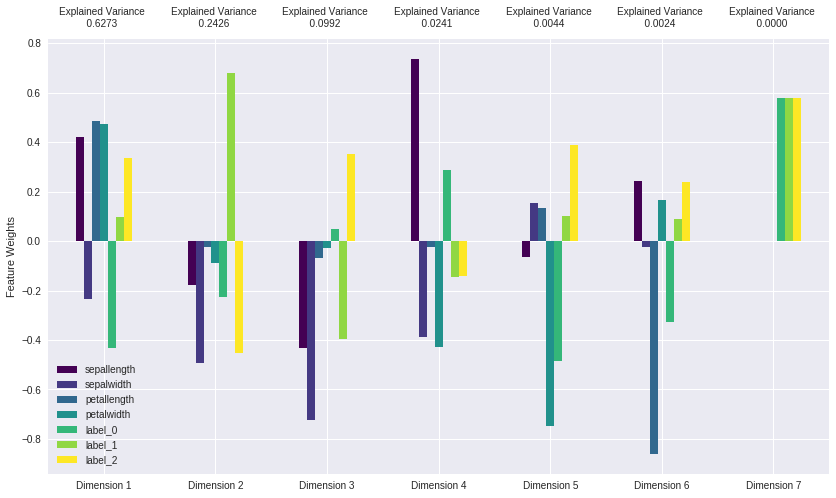 Explained Variance Explained Variance Explained Variance Explained Variance Explained Variance Explained Variance Explained Variance
0.6273 0.2426 0.0992 0.0241 0.0044 0.0024 0.0000
0.8
0.6
0.4
0.2
0.0
−0.2
−0.4
−0.6
−0.8
Feature Weights
sepallength
sepalwidth
petallength
petalwidth
label_0
label_1
label_2
Dimension 1 Dimension 2 Dimension 3 Dimension 4 Dimension 5 Dimension 6 Dimension 7